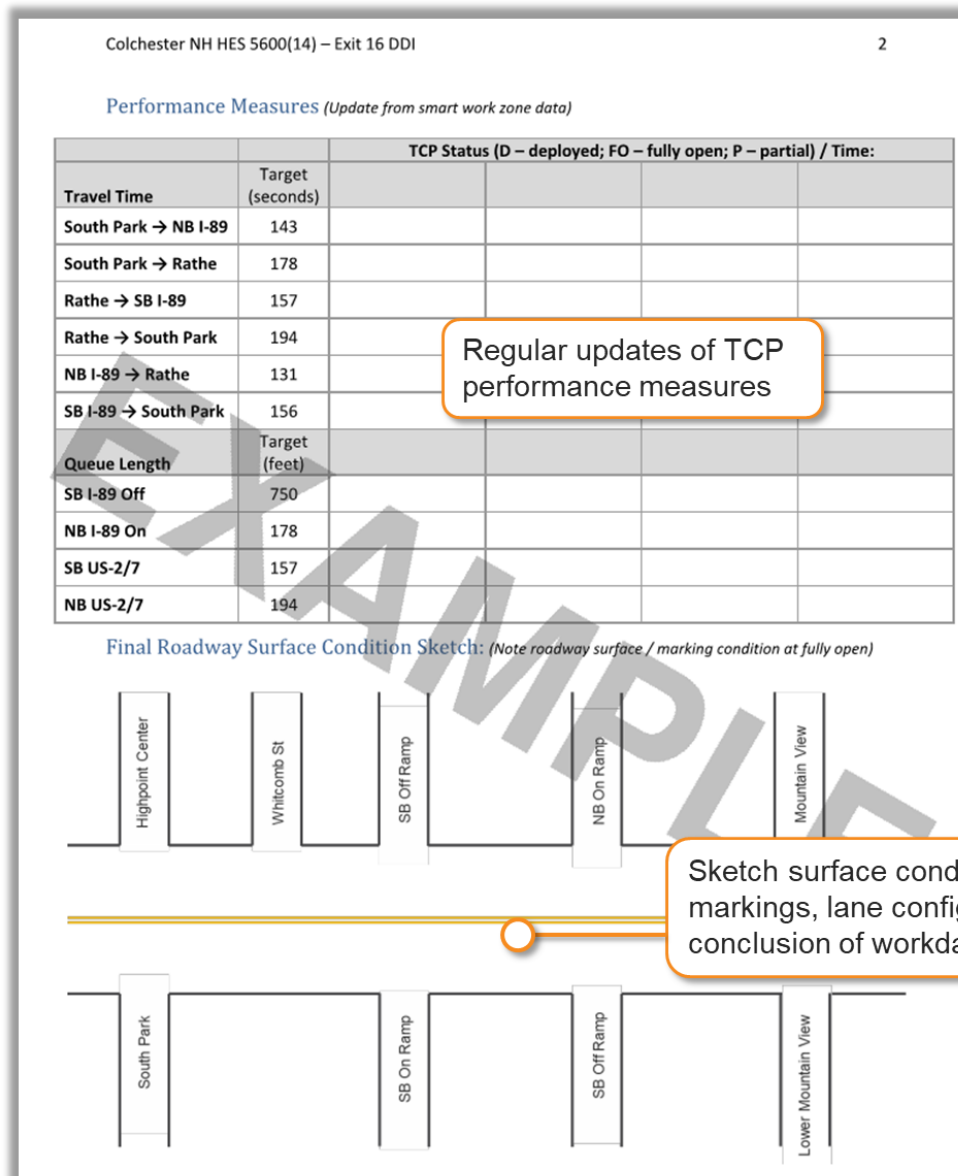 Colchester NH HES 5600(14) – Exit 16 DDI 2
Performance Measures (Update from smart work zone data)
TCP Status (D – deployed; FO – fully open; P – partial) / Time:
Travel Time Target (seconds)
South Park → NB I-89 143
South Park → Rathe 178
Rathe → SB I-89 157
Rathe → South Park 194
NB I-89 → Rathe 131
SB I-89 → South Park 156
Regular updates of TCP
performance measures
Queue Length Target (feet)
SB I-89 Off 750
NB I-89 On 178
SB US-2/7 157
NB US-2/7 194
EXAMPLE
Final Roadway Surface Condition Sketch: (Note roadway surface / marking condition at fully open)
Highpoint Center
Whitcomb St
SB Off Ramp
NB On Ramp
Mountain View
Sketch surface cond
markings, lane config
conclusion of workda
South Park
SB On Ramp
SB Off Ramp
Lower Mountain View